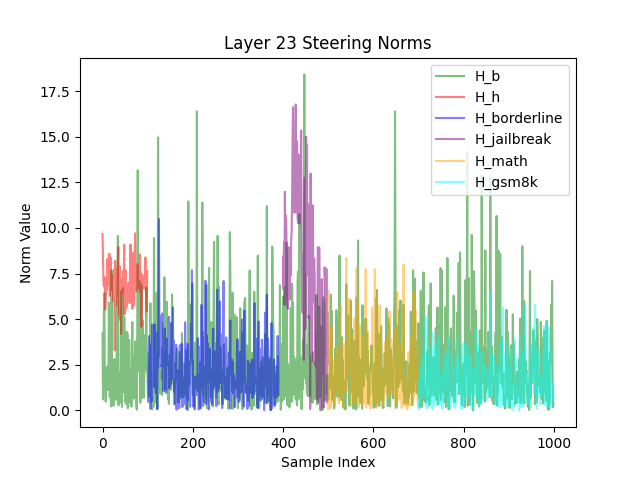 Layer 23 Steering Norms
H_b
H_h
H_borderline
H_jailbreak
H_math
H_gsm8k
17.5
15.0
12.5
10.0
7.5
5.0
2.5
0.0
Norm Value
0 200 400 600 800 1000
Sample Index